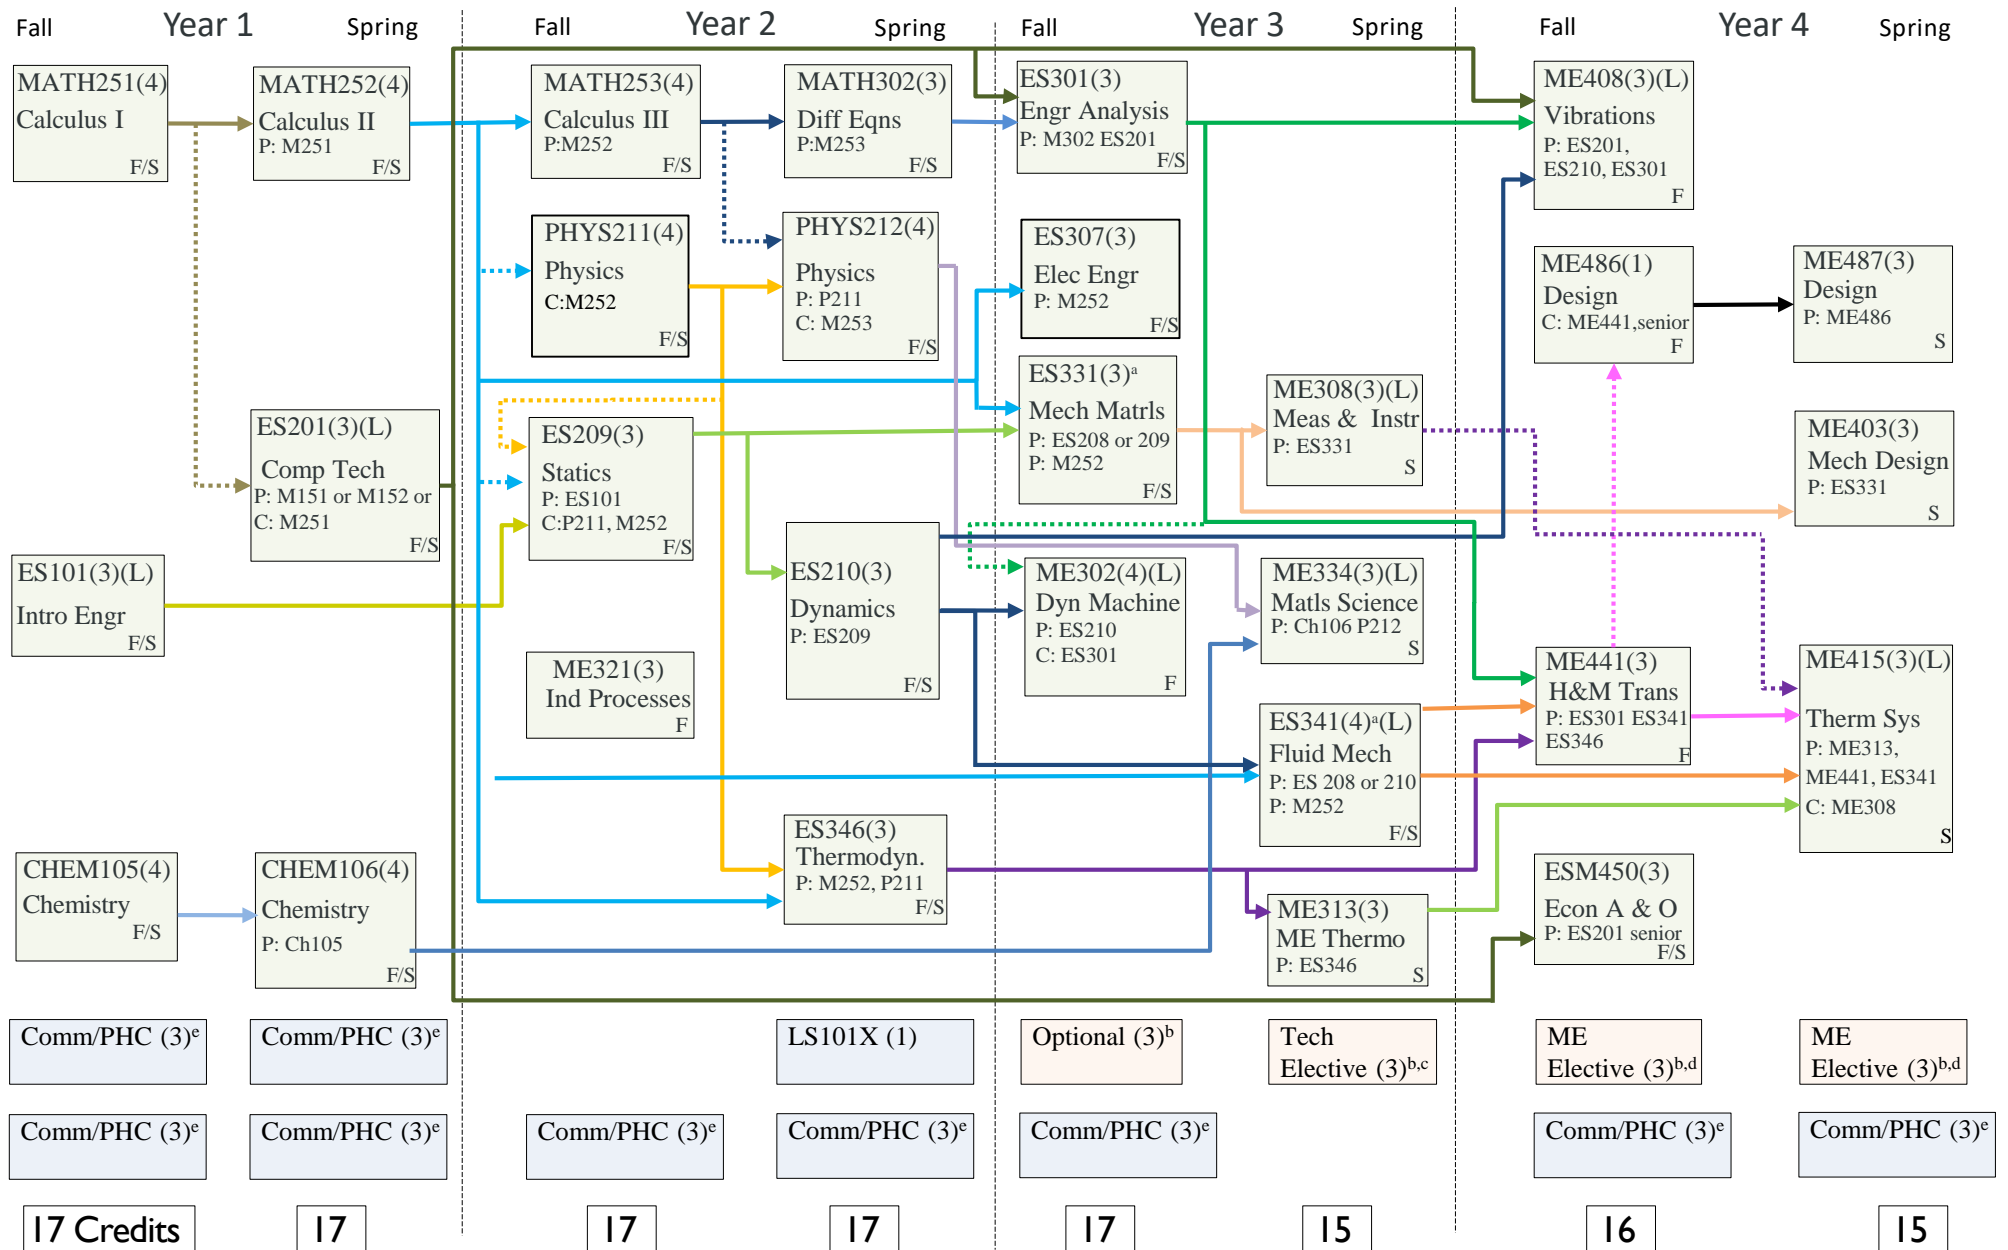 Year 1
Fall
Spring
Year 2
Fall
Spring
Year 3
Fall
Spring
Year 4
Fall
Spring
MATH251(4)
Calculus I
F/S
MATH252(4)
Calculus II
P: M251
F/S
MATH253(4)
Calculus III
P:M252
F/S
MATH302(3)
Diff Eqns
P:M253
F/S
ES301(3)
Engr Analysis
P: M302 ES201
F/S
ME408(3)(L)
Vibrations
P: ES201,
ES210, ES301
F
PHYS211(4)
Physics
C:M252
F/S
PHYS212(4)
Physics
P: P211
C: M253
F/S
ES307(3)
Elec Engr
P: M252
F/S
ME486(1)
Design
C: ME441,senior
F
ME487(3)
Design
P: ME486
S
ES201(3)(L)
Comp Tech
P: M151 or M152 or
C: M251
F/S
ES209(3)
Statics
P: ES101
C:P211, M252
F/S
ES331(3)a
Mech Matrls
P: ES208 or 209
P: M252
F/S
ME308(3)(L)
Meas & Instr
P: ES331
S
ME403(3)
Mech Design
P: ES331
S
ES101(3)(L)
Intro Engr
F/S
ES210(3)
Dynamics
P: ES209
F/S
ME302(4)(L)
Dyn Machine
P: ES210
C: ES301
F
ME334(3)(L)
Matls Science
P: Ch106 P212
S
ME321(3)
Ind Processes
F
ES341(4)a(L)
Fluid Mech
P: ES 208 or 210
P: M252
F/S
ME441(3)
H&M Trans
P: ES301 ES341
ES346
F
ME415(3)(L)
Therm Sys
P: ME313,
ME441, ES341
C: ME308
S
CHEM105(4)
Chemistry
F/S
CHEM106(4)
Chemistry
P: Ch105
F/S
ES346(3)
Thermodyn.
P: M252, P211
F/S
ME313(3)
ME Thermo
P: ES346
S
ESM450(3)
Econ A & O
P: ES201 senior
F/S
Comm/PHC (3)e
Comm/PHC (3)e
LS101X (1)
Optional (3)b
Tech
Elective (3)b,c
ME
Elective (3)b,d
ME
Elective (3)b,d
Comm/PHC (3)e
Comm/PHC (3)e
Comm/PHC (3)e
Comm/PHC (3)e
Comm/PHC (3)e
Comm/PHC (3)e
Comm/PHC (3)e
17 Credits
17
17
17
17
15
16
15